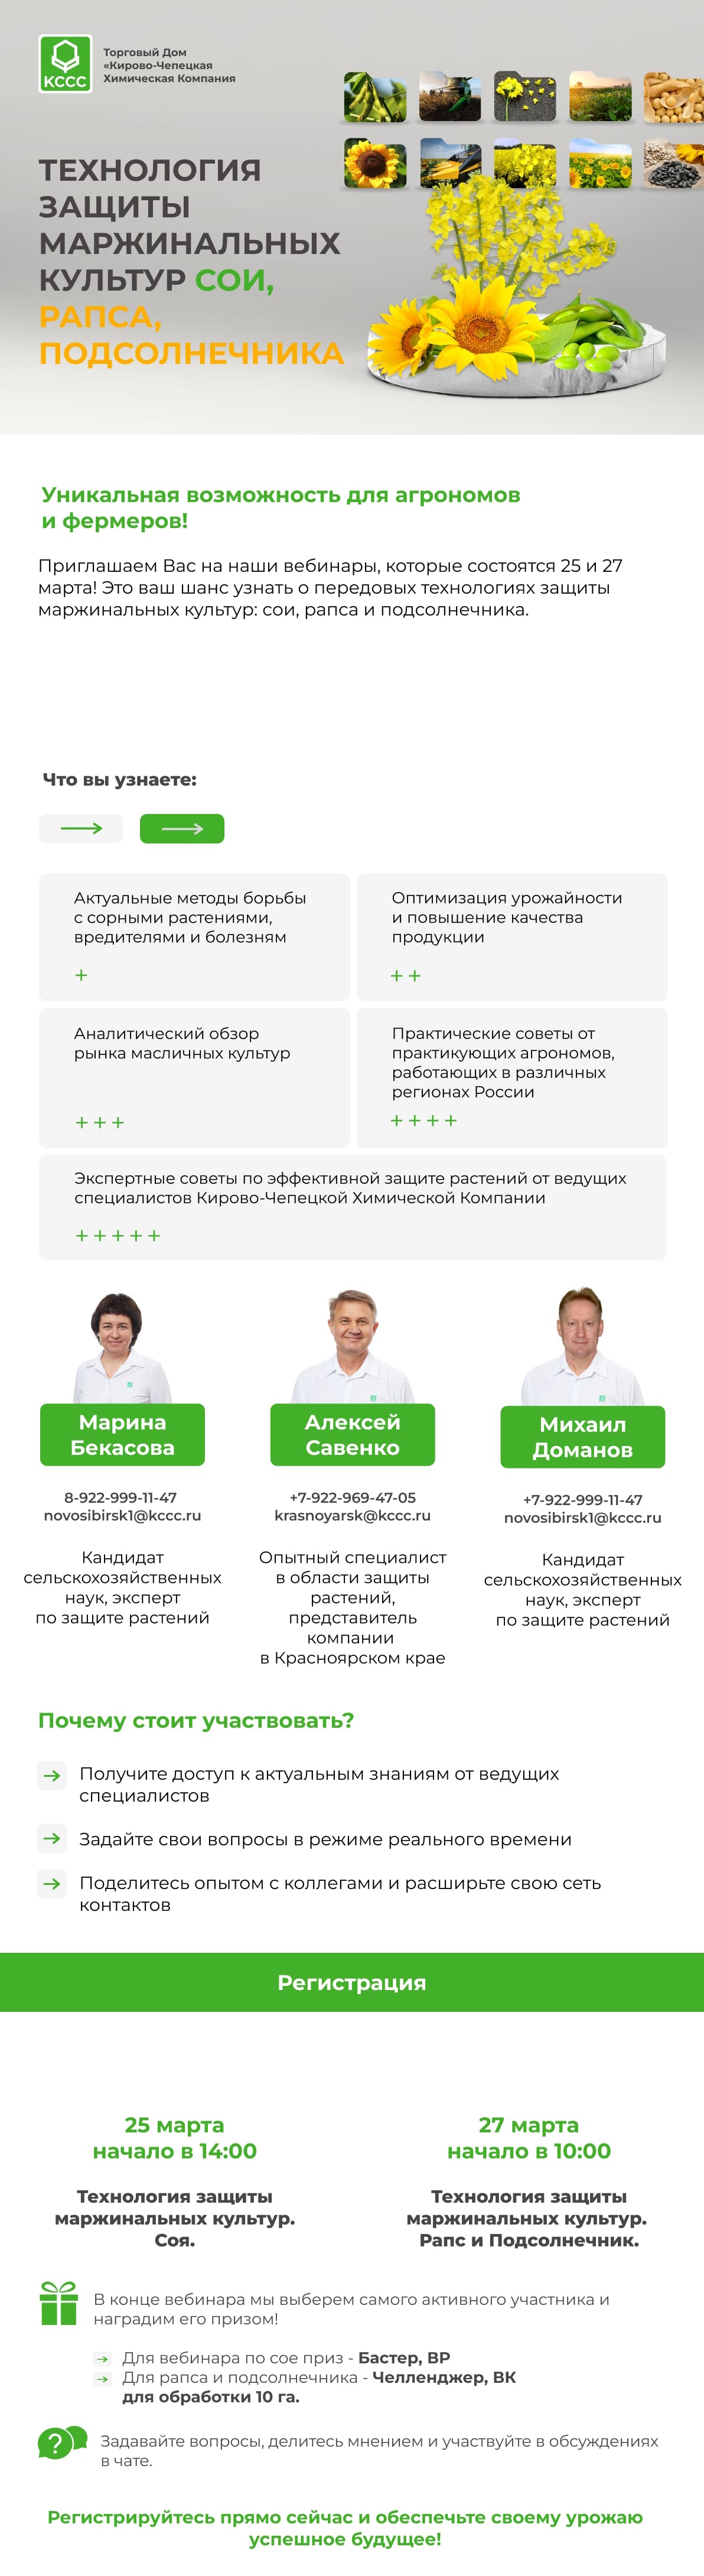 KCCC
Торговый Дом
«Кирово-Чепецкая
Химическая Компания
ТЕХНОЛОГИЯ
ЗАЩИТЫ
МАРЖИНАЛЬНЫХ
КУЛЬТУР СОИ,
РАПСА,
ПОДСОЛНЕЧНИКА
Уникальная возможность для агрономов
и фермеров!
Приглашаем Вас на наши вебинары, которые состоятся 25 и 27
марта! Это ваш шанс узнать о передовых технологиях защиты
маржинальных культур: сои, рапса и подсолнечника.
Что вы узнаете:
Актуальные методы борьбы
с сорными растениями,
вредителями и болезням
+
Оптимизация урожайности
и повышение качества
продукции
++
Аналитический обзор
рынка масличных культур
+++
Практические советы от
практикующих агрономов,
работающих в различных
регионах России
++++
Экспертные советы по эффективной защите растений от ведущих
специалистов Кирово-Чепецкой Химической Компании
+++++
Марина
Бекасова
8-922-999-11-47
novosibirsk1@kccc.ru
Кандидат
сельскохозяйственных
наук, эксперт
по защите растений
Алексей
Савенко
+7-922-969-47-05
krasnoyarsk@kccc.ru
Опытный специалист
в области защиты
растений,
представитель
компании
в Красноярском крае
Михаил
Доманов
+7-922-999-11-47
novosibirsk1@kccc.ru
Кандидат
сельскохозяйственных
наук, эксперт
по защите растений
Почему стоит участвовать?
Получите доступ к актуальным знаниям от ведущих
специалистов
Задайте свои вопросы в режиме реального времени
Поделитесь опытом с коллегами и расширьте свою сеть
контактов
Регистрация
25 марта
начало в 14:00
Технология защиты
маржинальных культур.
Соя.
27 марта
начало в 10:00
Технология защиты
маржинальных культур.
Рапс и Подсолнечник.
В конце вебинара мы выберем самого активного участника и
наградим его призом!
Для вебинара по сое приз - Бастер, ВР
Для рапса и подсолнечника - Челленджер, ВК
для обработки 10 га.
?
Задавайте вопросы, делитесь мнением и участвуйте в обсуждениях
в чате.
Регистрируйтесь прямо сейчас и обеспечьте своему урожаю
успешное будущее!